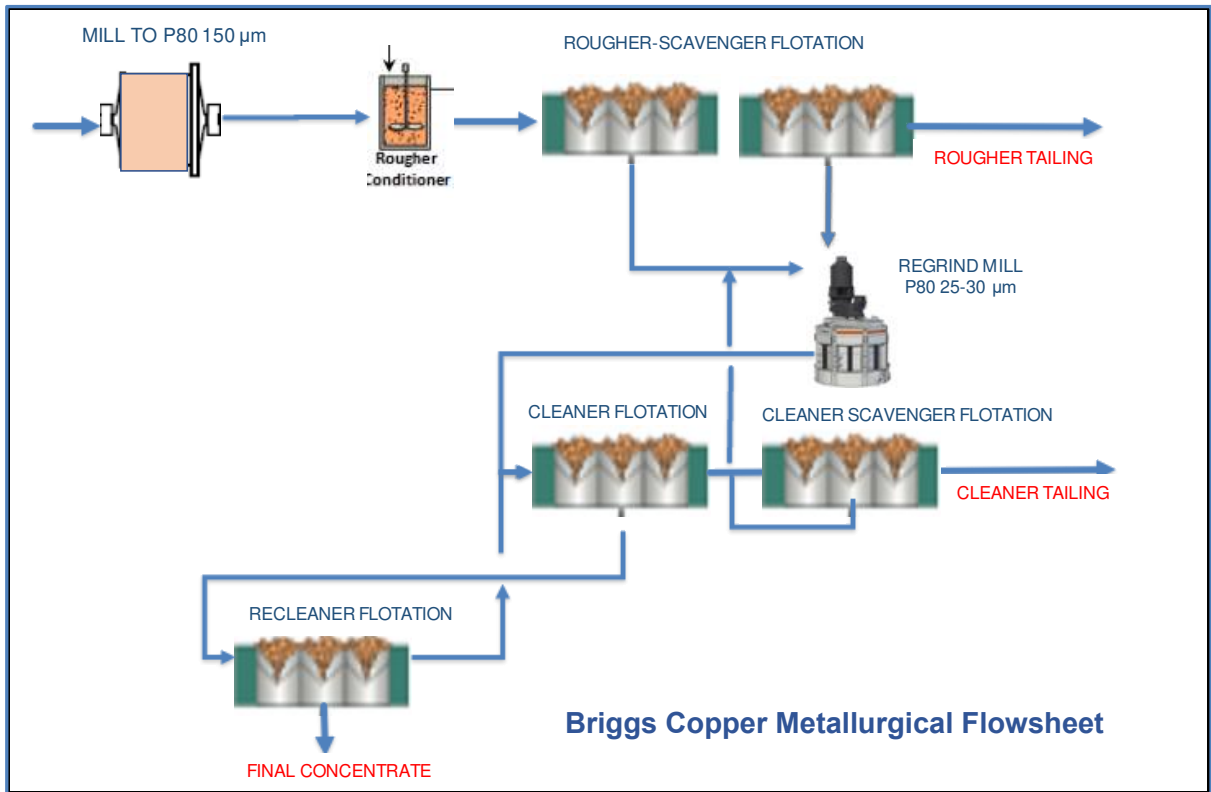 MILL TO P80 150 µm
ROUGHER-SCAVENGER FLOTATION
Rougher
Conditioner
ROUGHER TAILING
REGRIND MILL
P80 25-30 µm
CLEANER FLOTATION
CLEANER SCAVENGER FLOTATION
CLEANER TAILING
RECLEANER FLOTATION
Briggs Copper Metallurgical Flowsheet
FINAL CONCENTRATE